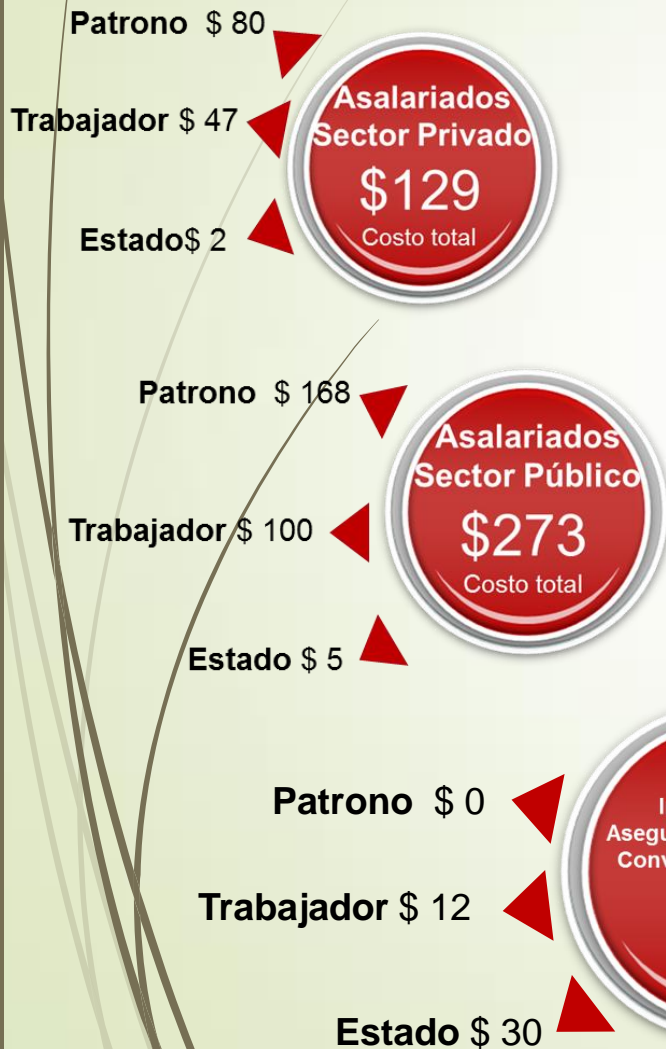 Patrono $ 80
Trabajador $ 47
Estado$ 2
Asalariados
Sector Privado
$129
Costo total
Patrono $ 168
Trabajador $ 100
Estado $ 5
Asalariados
Sector Público
$273
Costo total
Patrono $ 0
Trabajador $ 12
Estado $ 30